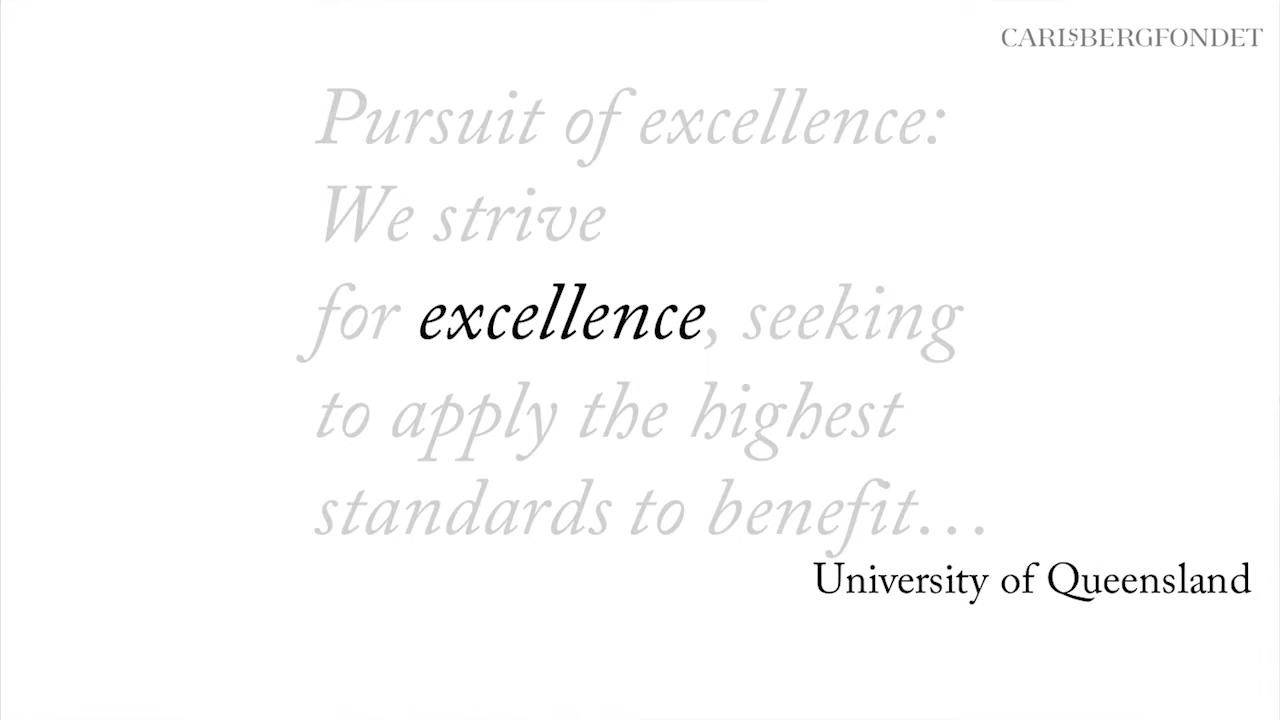 CARLSBERGFONDET
Pursuit of excellence:
We strive
for excellence, seeking
to apply the highest
standards to benefit...
University of Queensland